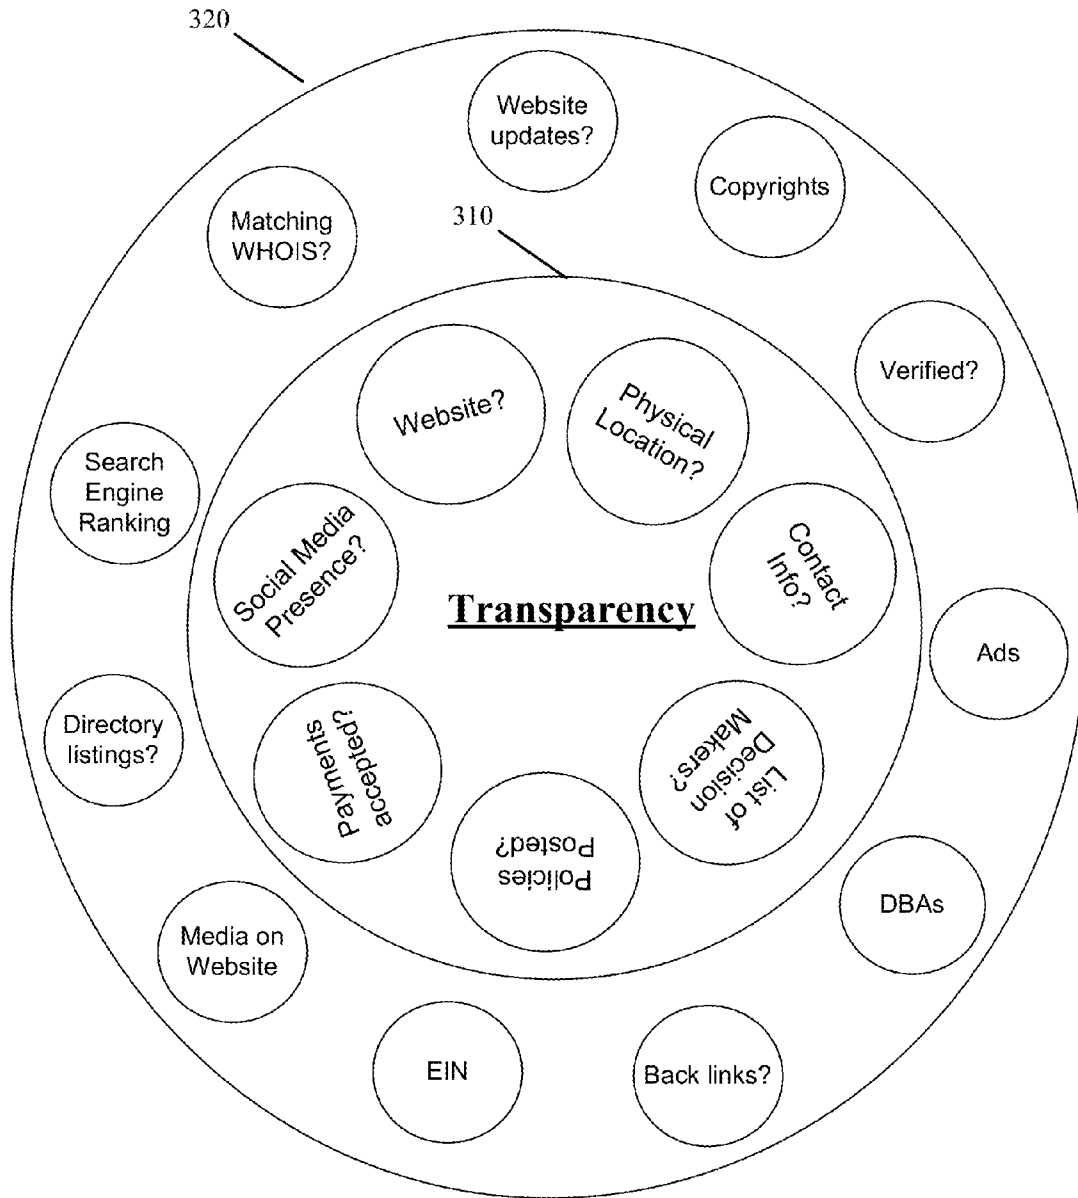 320
Website
updates?
Copyrights
Matching
WHOIS?
310
Verified?
Website?
Physical
Location?
Search
Engine
Ranking
Social Media
Presence?
Contact
Info?
Transparency
Ads
Directory
listings?
Payments
accepted?
List of
Decision
Makers?
Policies
Posted?
DBAs
Media on
Website
EIN
Back links?